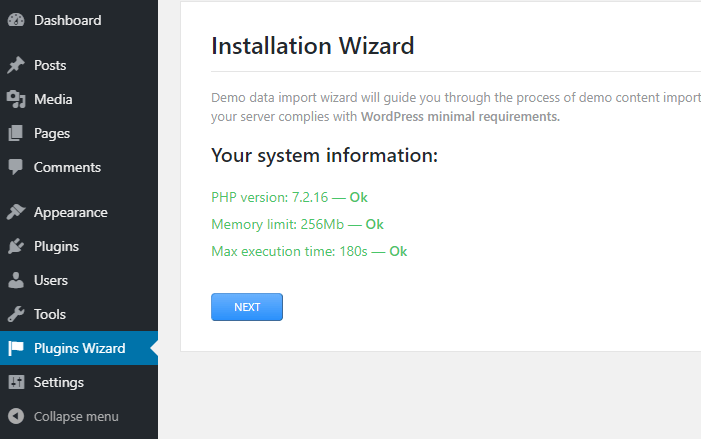 Dashboard
Posts
Media
Pages
Comments
Appearance
Plugins
Users
Tools
Plugins Wizard
Settings
Collapse menu
Installation Wizard
Demo data import wizard will guide you through the process of demo content import
your server complies with WordPress minimal requirements.
Your system information:
PHP version: 7.2.16 — Ok
Memory limit: 256Mb — Ok
Max execution time: 180s — Ok
NEXT